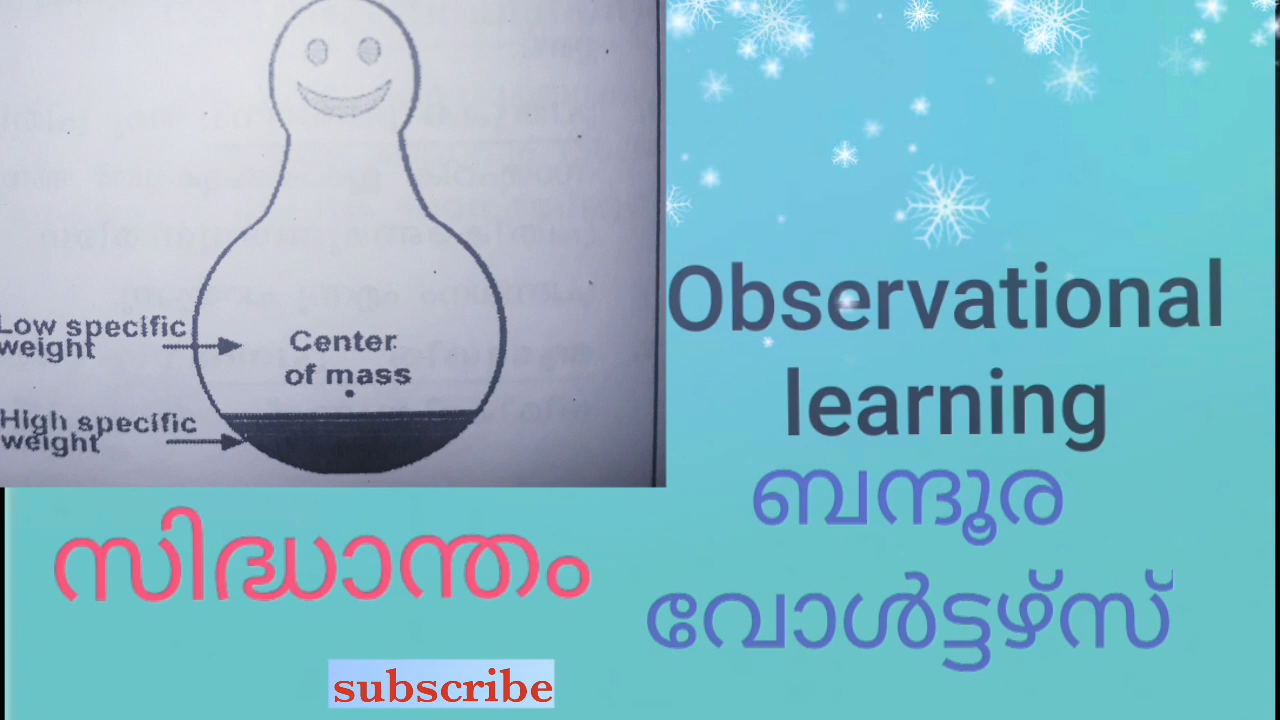 Low specific
weight
Center
of mass
High specific
weight
Observational
learning
ബന്ദൂര
വോൾട്ടഴ്സ്
സിദ്ധാന്തം
subscribe